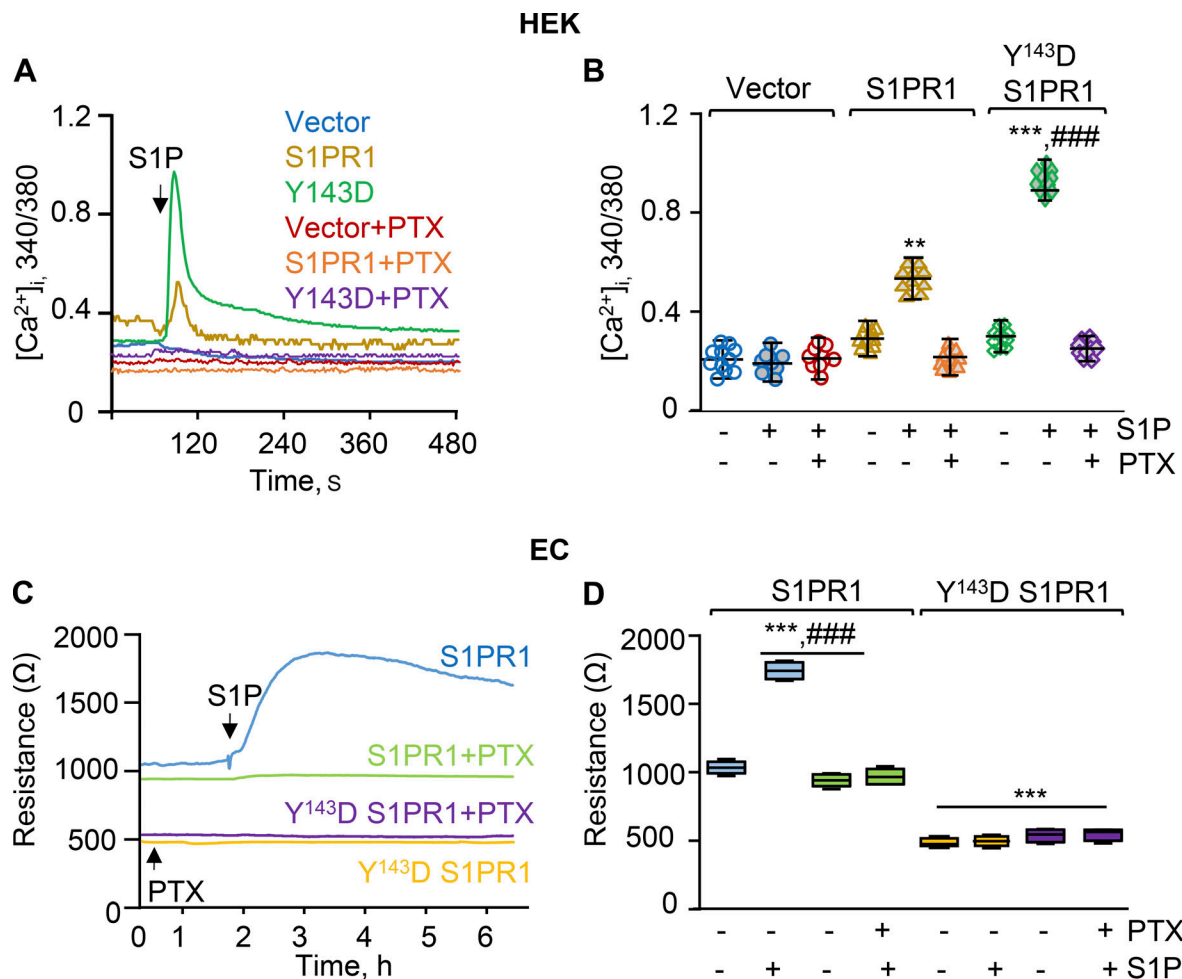 HEK
A
[Ca²⁺]i, 340/380
1.2
0.8
0.4
0
S1P
Vector
S1PR1
Y143D
Vector+PTX
S1PR1+PTX
Y143D+PTX
120 240 360 480
Time, s
B
Vector S1PR1 Y¹⁴³D
S1PR1
***,###
**
[Ca²⁺]i, 340/380
1.2
0.8
0.4
0
- + + - + + - + + S1P
- - + - - + - - + PTX
EC
C
Resistance (Ω)
2000
1500
1000
500
0
S1P
S1PR1
S1PR1+PTX
Y¹⁴³D S1PR1+PTX
Y¹⁴³D S1PR1
PTX
0 1 2 3 4 5 6
Time, h
D
S1PR1 Y¹⁴³D S1PR1
***,###
***
Resistance (Ω)
2000
1500
1000
500
0
- - - + - - - + PTX
- + - + - + - + S1P